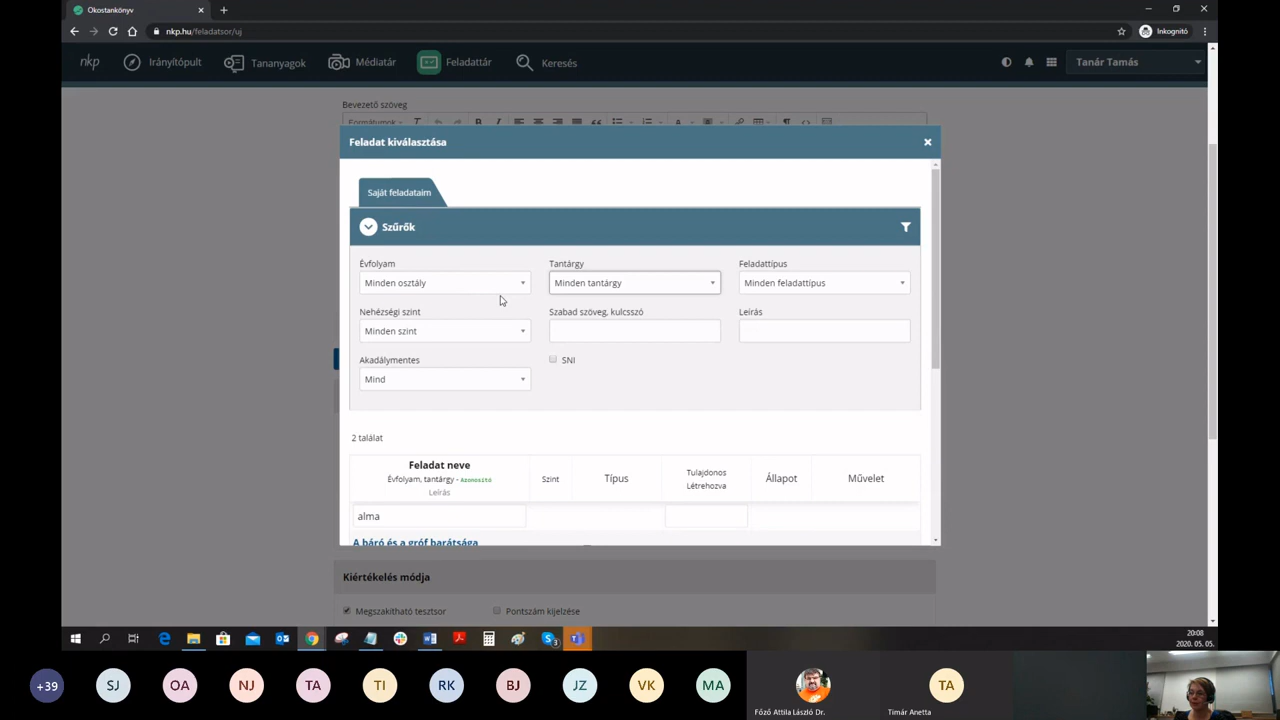 Okostankönyv
nkp.hu/feladatsor/uj
Inkognitó
nkp
Irányítópult
Tananyagok
Médiatár
Feladattár
Keresés
Tanár Tamás
Bevezető szöveg
Formátumok
Feladat kiválasztása
Saját feladataim
Szűrők
Évfolyam
Tantárgy
Feladattípus
Minden osztály
Minden tantárgy
Minden feladattípus
Nehézségi szint
Szabad szöveg, kulcsszó
Leírás
Minden szint
Akadálymentes
SNI
Mind
2 találat
Feladat neve
Évfolyam, tantárgy - Azonosító
Leírás
Szint
Típus
Tulajdonos
Létrehozva
Állapot
Művelet
alma
A báró és a gróf barátsága
Kiértékelés módja
Megszakítható tesztsor
Pontszám kijelzése
20:08
2020. 05. 05.
+39
SJ
OA
NJ
TA
TI
RK
BJ
JZ
VK
MA
Főző Attila László Dr.
TA
Timár Anetta